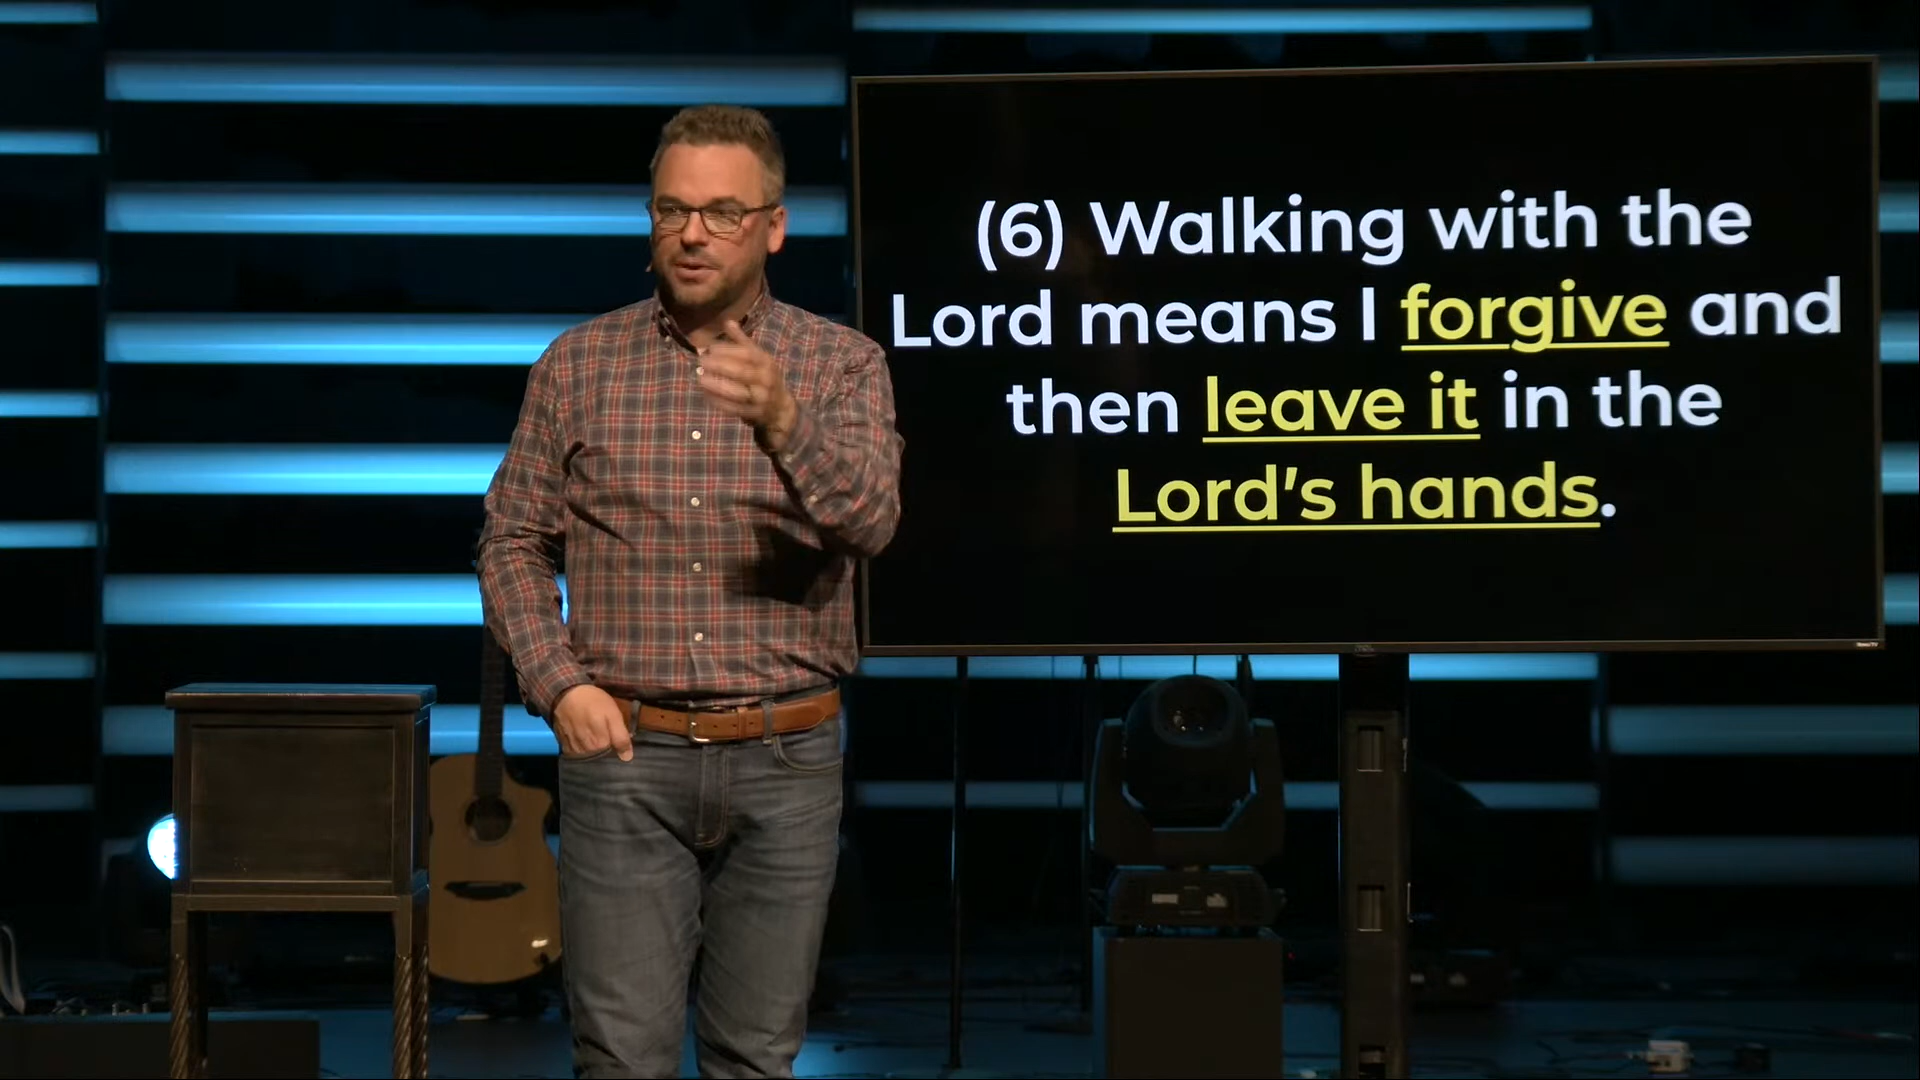 (6) Walking with the
Lord means I forgive and
then leave it in the
Lord's hands.